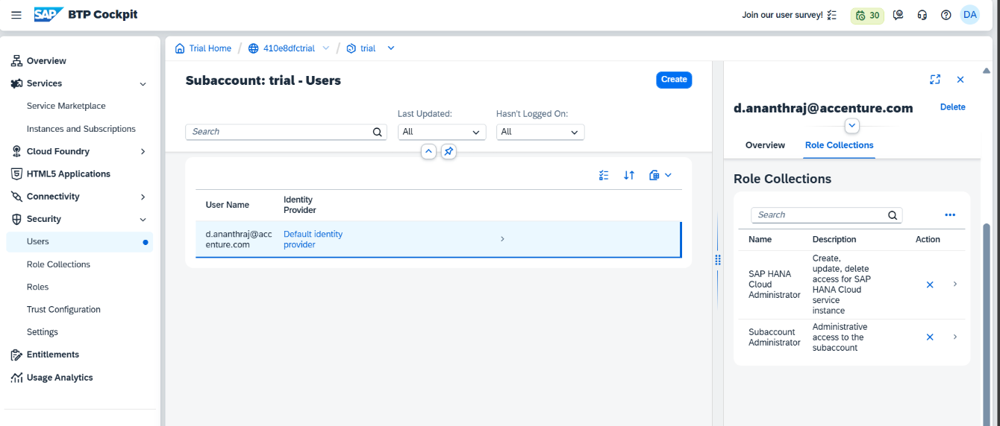 SAP BTP Cockpit
Join our user survey!
30
DA
Overview
Services
Service Marketplace
Instances and Subscriptions
Cloud Foundry
HTML5 Applications
Connectivity
Security
Users
Role Collections
Roles
Trust Configuration
Settings
Entitlements
Usage Analytics
Trial Home / 410e8dfctrial / trial
Subaccount: trial - Users
Create
Last Updated:
Hasn't Logged On:
Search
All
All
User Name
Identity
Provider
d.ananthraj@acc
enture.com
Default identity
provider
d.ananthraj@accenture.com
Delete
Overview
Role Collections
Role Collections
Search
Name
Description
Action
SAP HANA
Cloud
Administrator
Create,
update, delete
access for SAP
HANA Cloud
service
instance
Subaccount
Administrator
Administrative
access to the
subaccount